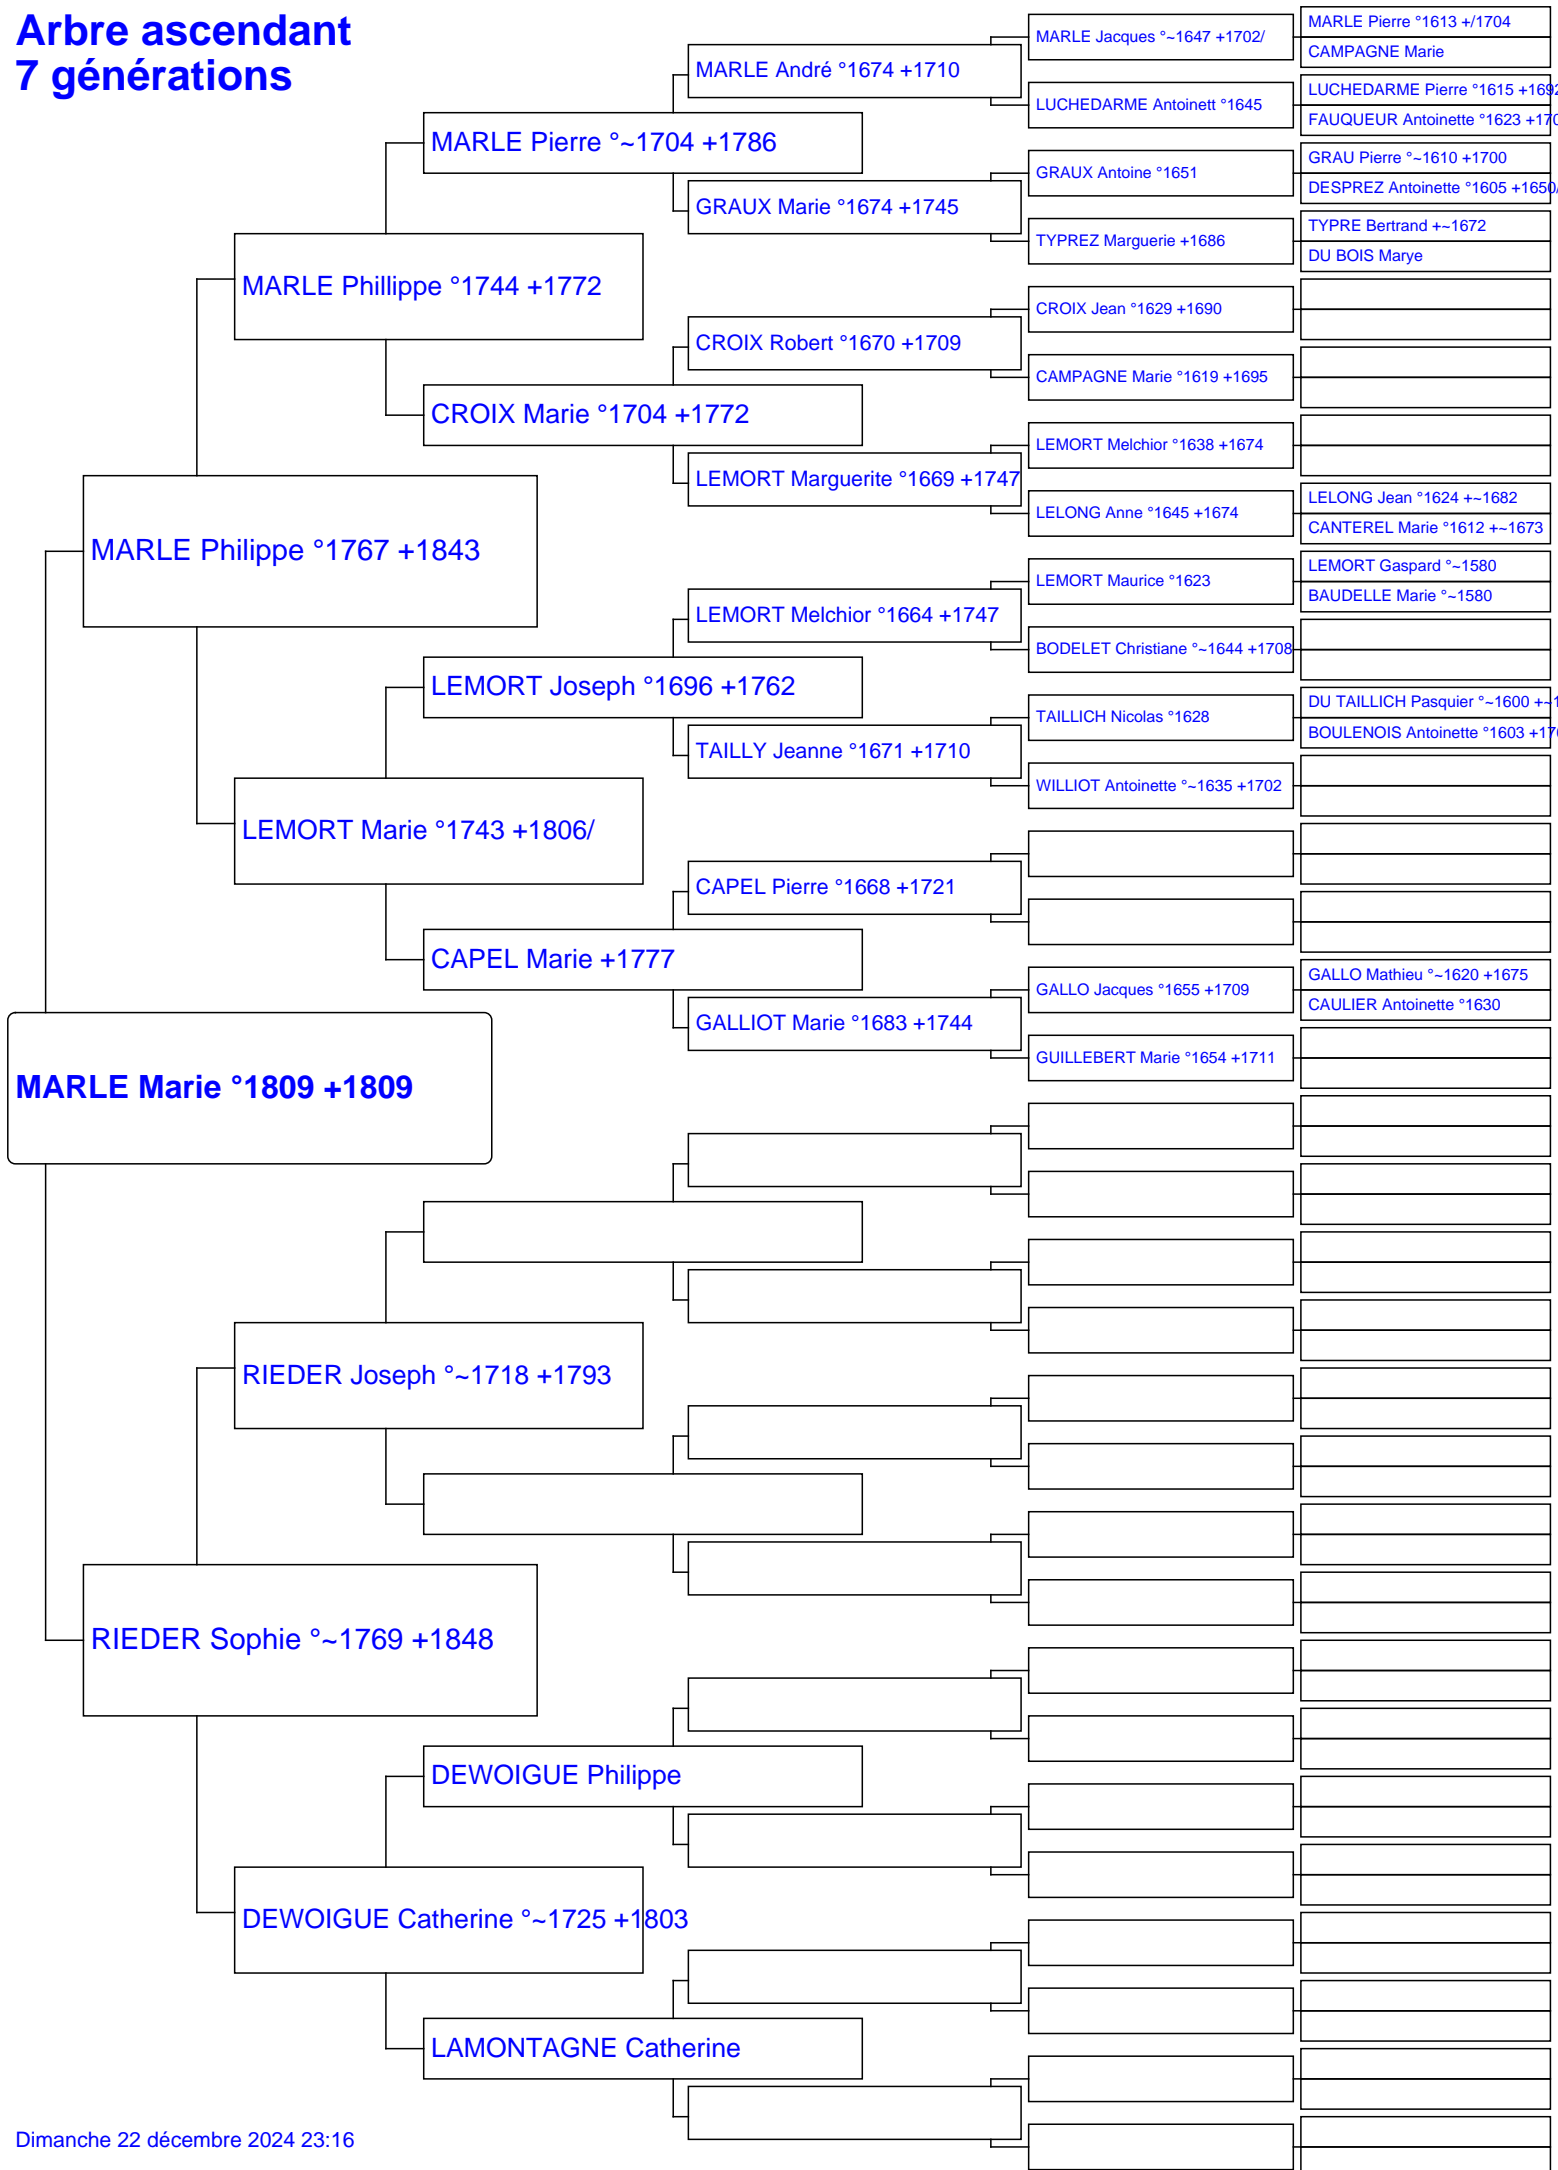 Arbre ascendant
7 générations
MARLE Marie °1809 +1809
MARLE Philippe °1767 +1843
RIEDER Sophie °~1769 +1848
MARLE Phillippe °1744 +1772
LEMORT Marie °1743 +1806/
RIEDER Joseph °~1718 +1793
DEWOIGUE Catherine °~1725 +1803
MARLE Pierre °~1704 +1786
CROIX Marie °1704 +1772
LEMORT Joseph °1696 +1762
CAPEL Marie +1777
DEWOIGUE Philippe
LAMONTAGNE Catherine
MARLE André °1674 +1710
GRAUX Marie °1674 +1745
CROIX Robert °1670 +1709
LEMORT Marguerite °1669 +1747
LEMORT Melchior °1664 +1747
TAILLY Jeanne °1671 +1710
CAPEL Pierre °1668 +1721
GALLIOT Marie °1683 +1744
MARLE Jacques °~1647 +1702/
LUCHEDARME Antoinett °1645
GRAUX Antoine °1651
TYPREZ Marguerie +1686
CROIX Jean °1629 +1690
CAMPAGNE Marie °1619 +1695
LEMORT Melchior °1638 +1674
LELONG Anne °1645 +1674
LEMORT Maurice °1623
BODELET Christiane °~1644 +1708
TAILLICH Nicolas °1628
WILLIOT Antoinette °~1635 +1702
GALLO Jacques °1655 +1709
GUILLEBERT Marie °1654 +1711
MARLE Pierre °1613 +/1704
CAMPAGNE Marie
LUCHEDARME Pierre °1615 +1692
FAUQUEUR Antoinette °1623
GRAU Pierre °~1610 +1700
DESPREZ Antoinette °1605 +1650/
TYPRE Bertrand +~1672
DU BOIS Marye
LELONG Jean °1624 +~1682
CANTEREL Marie °1612 +~1673
LEMORT Gaspard °~1580
BAUDELLE Marie °~1580
DU TAILLICH Pasquier °~1600
BOULENOIS Antoinette °1603
GALLO Mathieu °~1620 +1675
CAULIER Antoinette °1630
Dimanche 22 décembre 2024 23:16